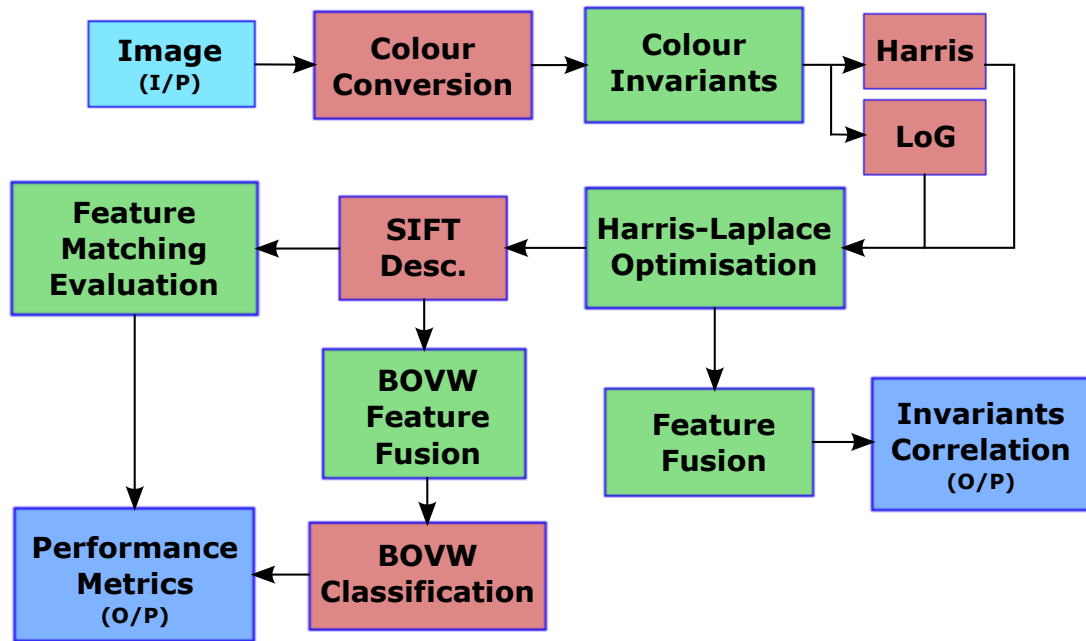 Image
(I/P)
Colour
Conversion
Colour
Invariants
Harris
LoG
Feature
Matching
Evaluation
SIFT
Desc.
Harris-Laplace
Optimisation
BOVW
Feature
Fusion
Feature
Fusion
Invariants
Correlation
(O/P)
Performance
Metrics
(O/P)
BOVW
Classification